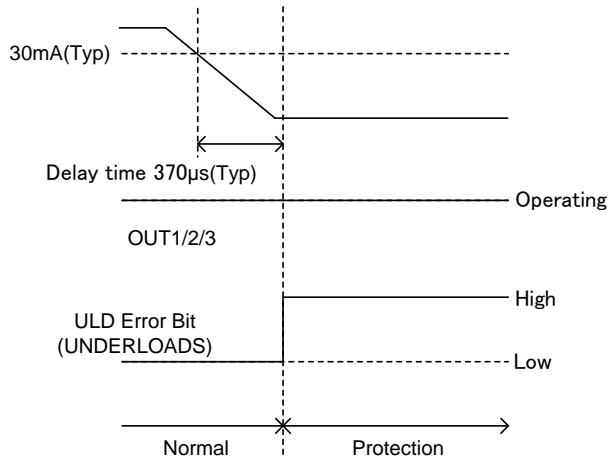 30mA(Typ)
Delay time 370μs(Typ)
Operating
OUT1/2/3
High
ULD Error Bit
(UNDERLOADS)
Low
Normal
Protection